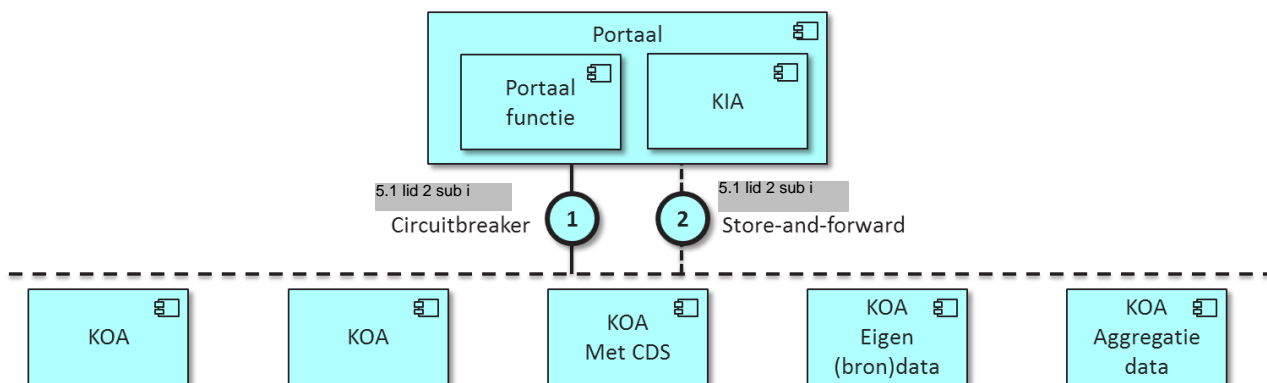 Portaal
Portaal
functie
KIA
5.1 lid 2 sub i
5.1 lid 2 sub i
Circuitbreaker
1
2
Store-and-forward
KOA
KOA
KOA
Met CDS
KOA
Eigen
(bron)data
KOA
Aggregatie
data